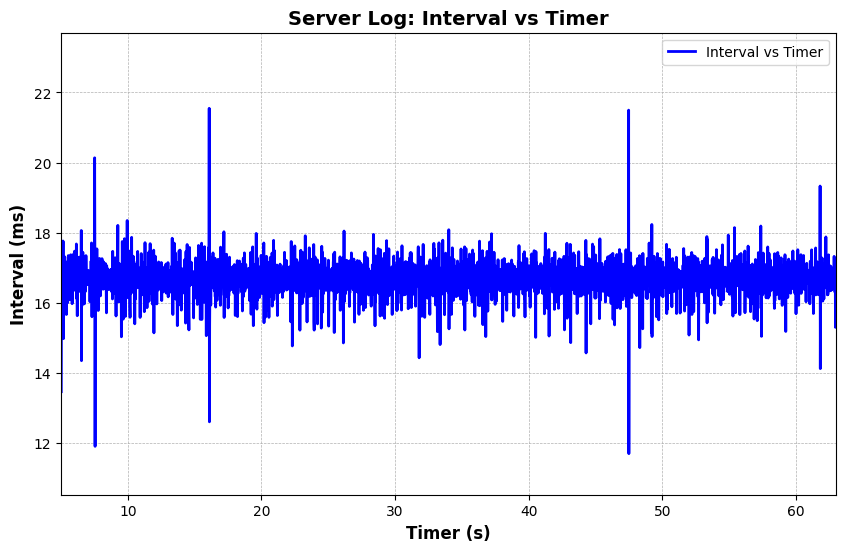 Server Log: Interval vs Timer
Interval vs Timer
22
20
18
16
14
12
Interval (ms)
10 20 30 40 50 60
Timer (s)